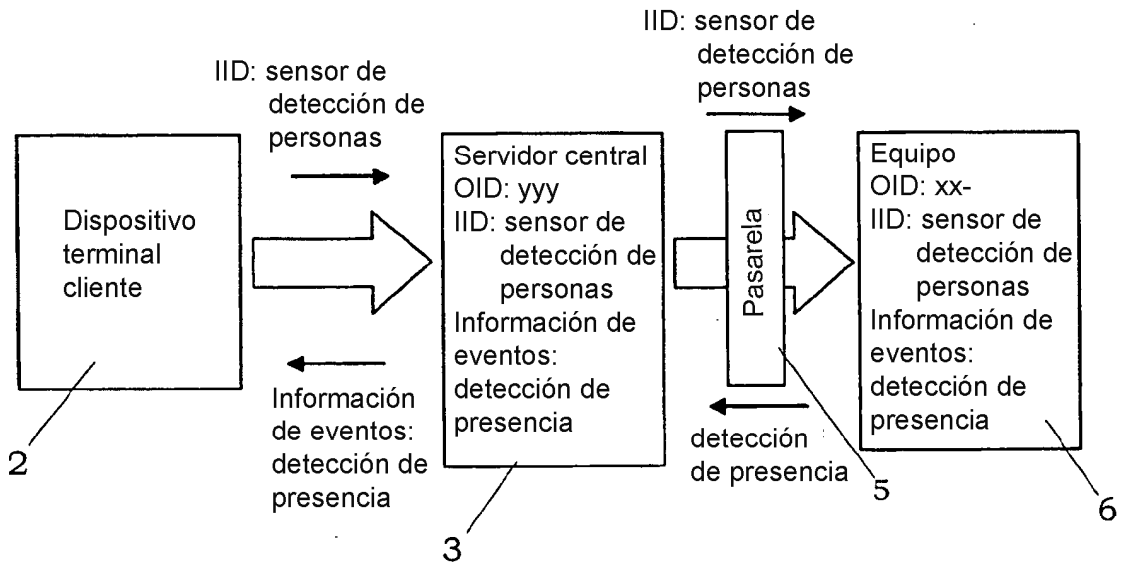 IID: sensor de
detección de
personas
IID: sensor de
detección de
personas
Dispositivo
terminal
cliente
Servidor central
OID: yyy
IID: sensor de
detección de
personas
Información de
eventos:
detección de
presencia
Pasarela
Equipo
OID: xx-
IID: sensor de
detección de
personas
Información de
eventos:
detección de
presencia
Información
de eventos:
detección de
presencia
detección
de presencia
2
3
5
6